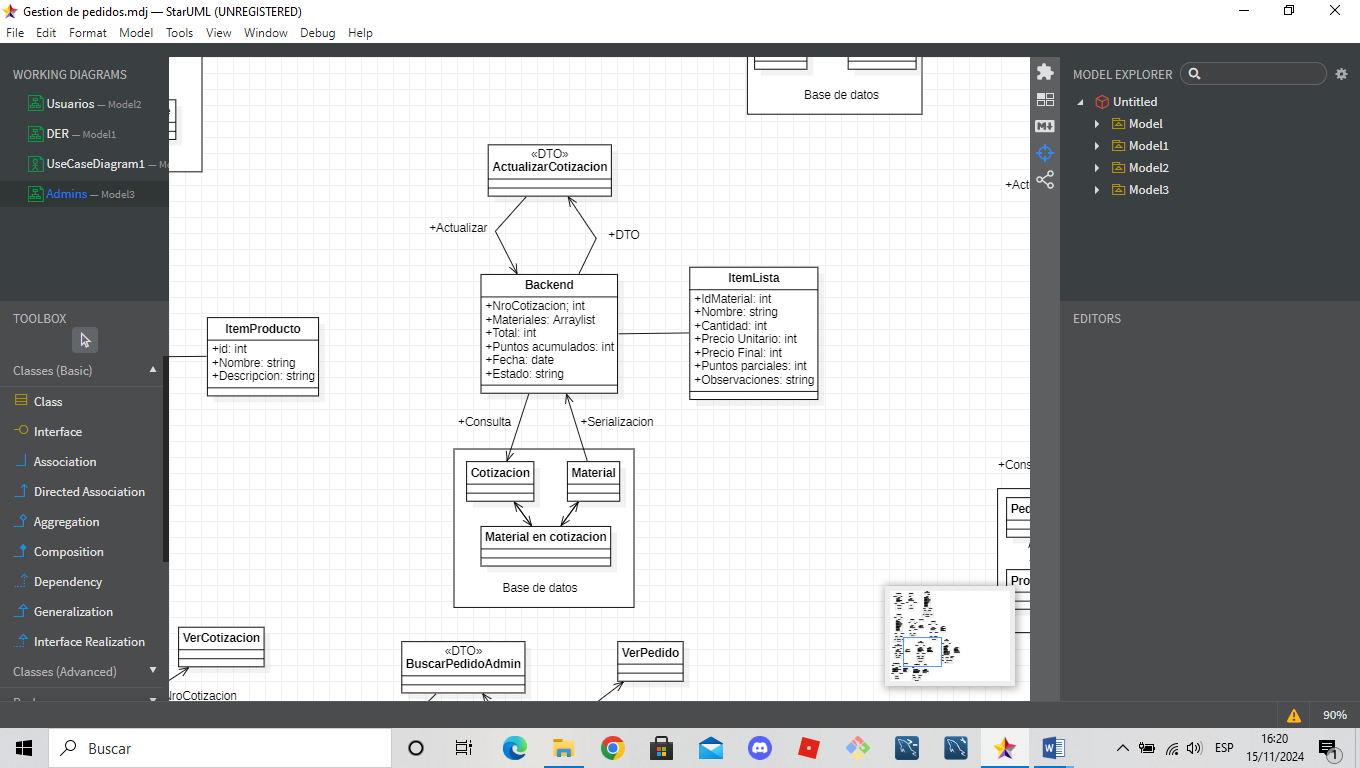 Gestion de pedidos.mdj — StarUML (UNREGISTERED)
File Edit Format Model Tools View Window Debug Help
WORKING DIAGRAMS
Usuarios — Model2
DER — Model1
UseCaseDiagram1 —
Admins — Model3
TOOLBOX
Classes (Basic)
Class
Interface
Association
Directed Association
Aggregation
Composition
Dependency
Generalization
Interface Realization
Classes (Advanced)
Base de datos
«DTO»
ActualizarCotizacion
+Actualizar
+DTO
+Act
ItemProducto
+id: int
+Nombre: string
+Descripcion: string
Backend
+NroCotizacion; int
+Materiales: Arraylist
+Total: int
+Puntos acumulados: int
+Fecha: date
+Estado: string
ItemLista
+IdMaterial: int
+Nombre: string
+Cantidad: int
+Precio Unitario: int
+Precio Final: int
+Puntos parciales: int
+Observaciones: string
+Consulta
+Serializacion
+Cons
Cotizacion
Material
Material en cotizacion
Base de datos
Ped
Pro
VerCotizacion
NroCotizacion
«DTO»
BuscarPedidoAdmin
VerPedido
MODEL EXPLORER
Untitled
Model
Model1
Model2
Model3
EDITORS
90%
Buscar
ESP
16:20
15/11/2024
1